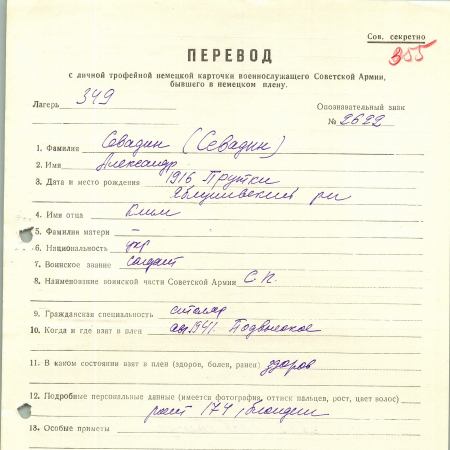 Сов. секретно
355
ПЕРЕВОД
с личной трофейной немецкой карточки военнослужащего Советской Армии,
бывшего в немецком плену.
Лагерь 349
Опознавательный знак
№ 2622
1. Фамилия Севадин (Севадин)
2. Имя Александр
3. Дата и место рождения 1916 Прутки
Яблушевский рн
4. Имя отца Клим
5. Фамилия матери –
6. Национальность укр
7. Воинское звание солдат
8. Наименование воинской части Советской Армии С.П.
9. Гражданская специальность столяр
10. Когда и где взят в плен авг. 1941. Подвысокое
11. В каком состоянии взят в плен (здоров, болен, ранен) здоров
12. Подробные персональные данные (имеется фотография, оттиск пальцев, рост, цвет волос)
рост 174, блондин
13. Особые приметы